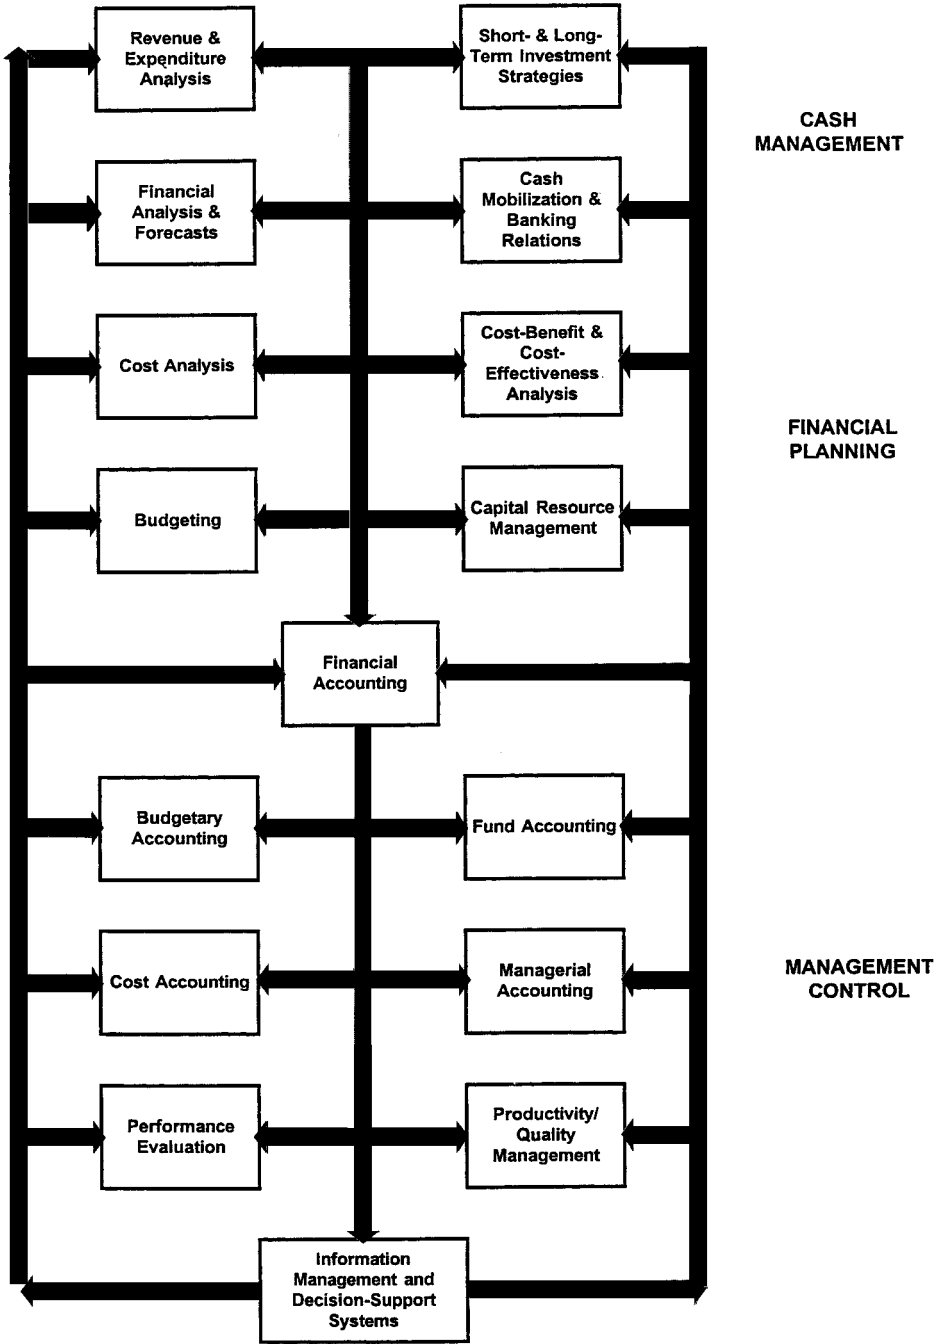 Revenue &
Expenditure
Analysis
Short- & Long-
Term Investment
Strategies
CASH
MANAGEMENT
Financial
Analysis &
Forecasts
Cash
Mobilization &
Banking
Relations
Cost Analysis
Cost-Benefit &
Cost-
Effectiveness
Analysis
FINANCIAL
PLANNING
Budgeting
Capital Resource
Management
Financial
Accounting
Budgetary
Accounting
Fund Accounting
Cost Accounting
Managerial
Accounting
MANAGEMENT
CONTROL
Performance
Evaluation
Productivity/
Quality
Management
Information
Management and
Decision-Support
Systems